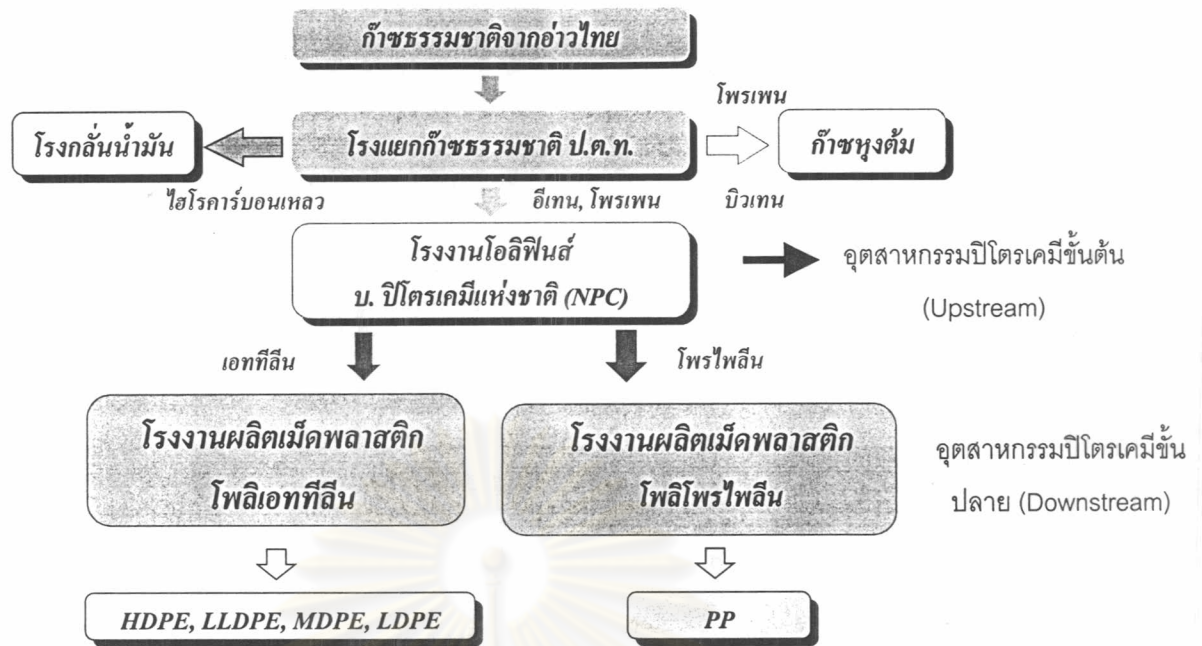 ก๊าซธรรมชาติจากอ่าวไทย
โพรเพน
โรงกลั่นน้ำมัน
โรงแยกก๊าซธรรมชาติ ป.ต.ท.
ก๊าซหุงต้ม
ไฮโรคาร์บอนเหลว
อีเทน, โพรเพน
บิวเทน
โรงงานโอลิฟินส์
บ. ปิโตรเคมีแห่งชาติ (NPC)
อุตสาหกรรมปิโตรเคมีขั้นต้น
(Upstream)
เอททีลีน
โพรไพลีน
โรงงานผลิตเม็ดพลาสติก
โพลิเอททีลีน
โรงงานผลิตเม็ดพลาสติก
โพลิโพรไพลีน
อุตสาหกรรมปิโตรเคมีขั้น
ปลาย (Downstream)
HDPE, LLDPE, MDPE, LDPE
PP